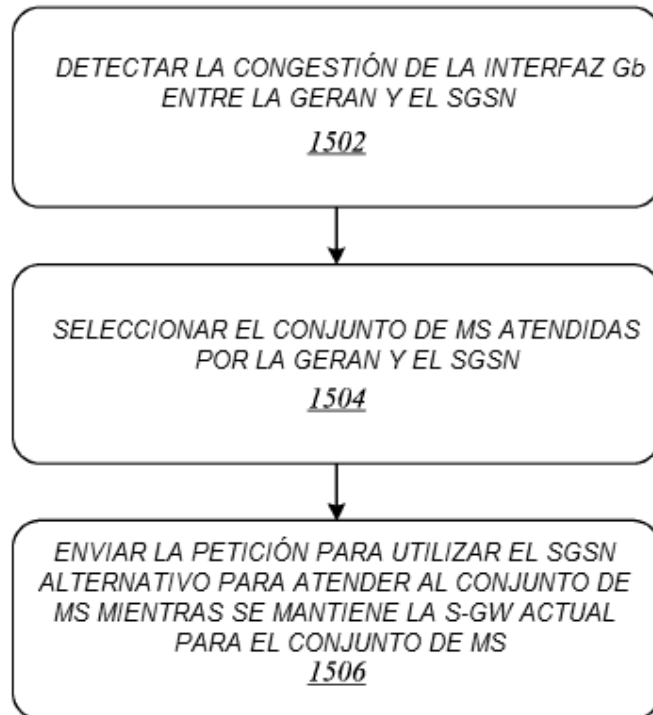 DETECTAR LA CONGESTIÓN DE LA INTERFAZ Gb
ENTRE LA GERAN Y EL SGSN
1502
SELECCIONAR EL CONJUNTO DE MS ATENDIDAS
POR LA GERAN Y EL SGSN
1504
ENVIAR LA PETICIÓN PARA UTILIZAR EL SGSN
ALTERNATIVO PARA ATENDER AL CONJUNTO DE
MS MIENTRAS SE MANTIENE LA S-GW ACTUAL
PARA EL CONJUNTO DE MS
1506